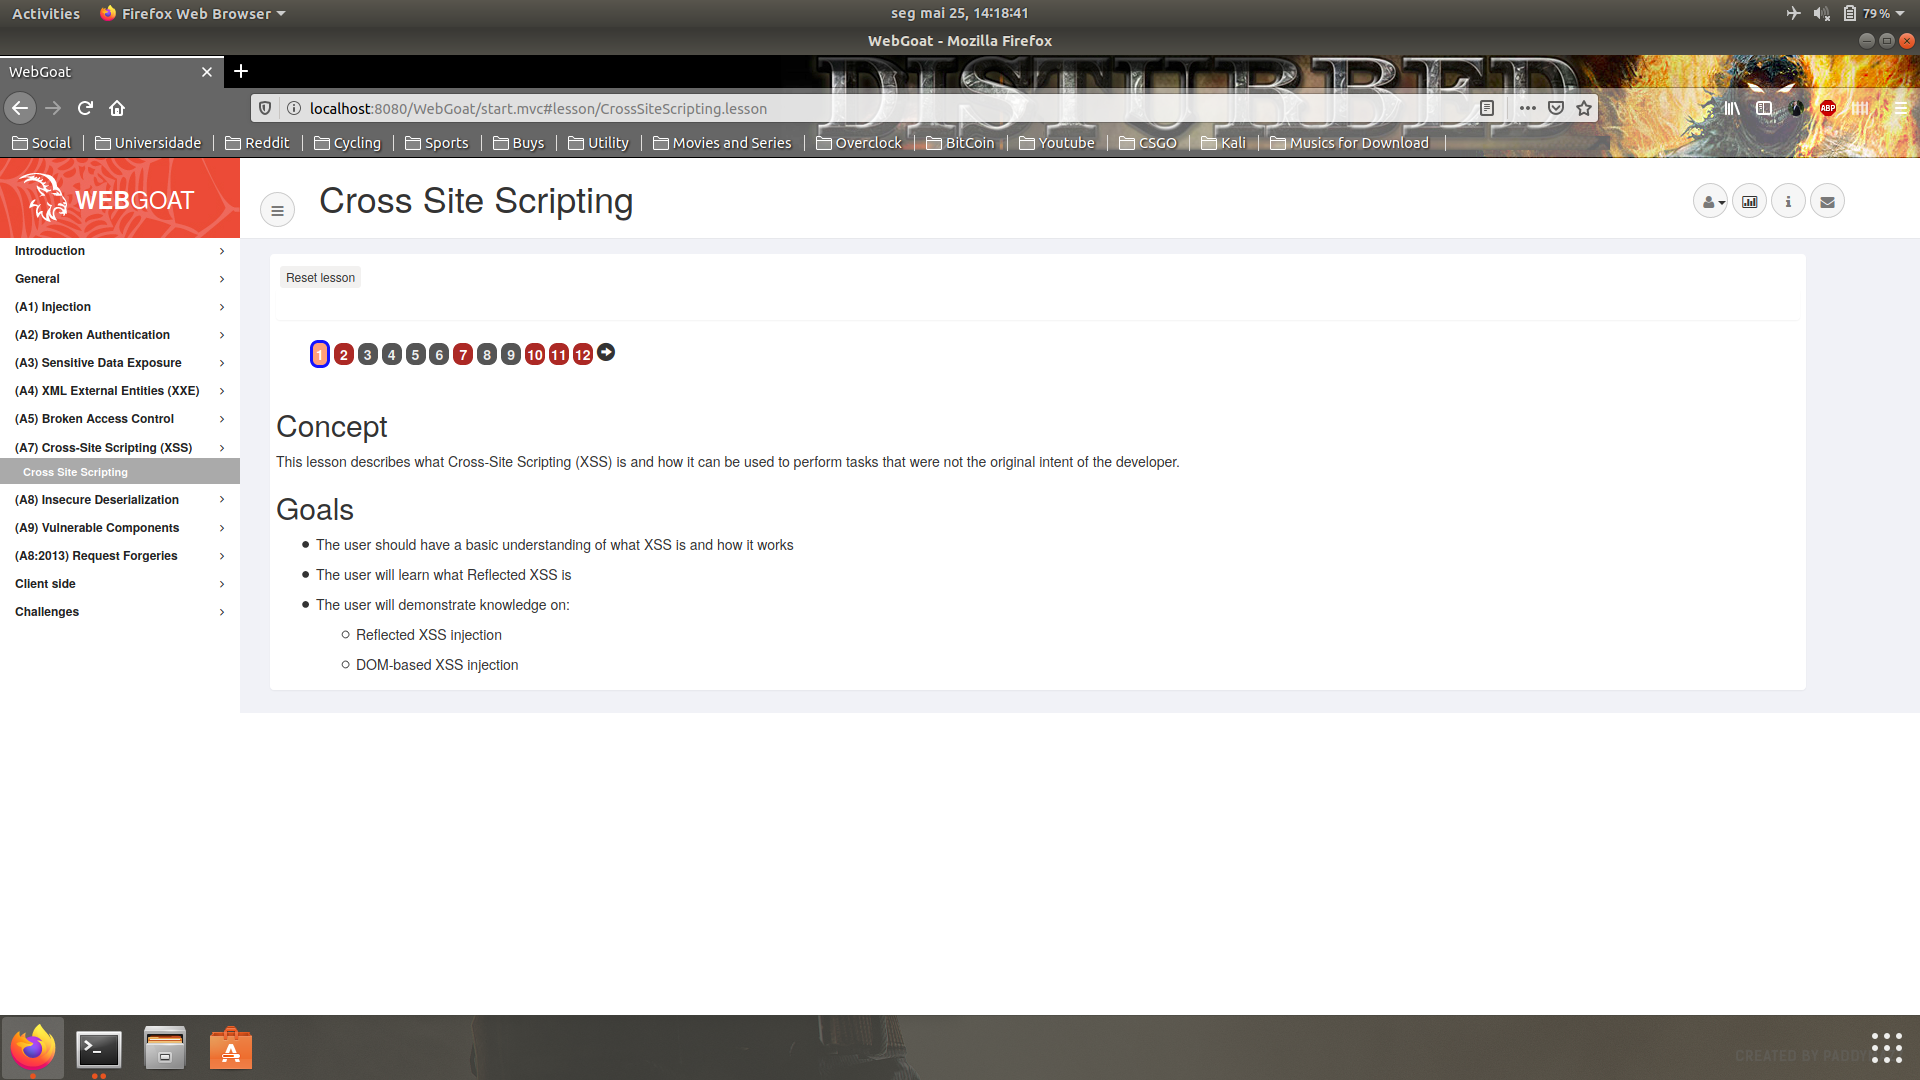 Activities Firefox Web Browser seg mai 25, 14:18:41 79 %
WebGoat - Mozilla Firefox
WebGoat
DISTURBED
localhost:8080/WebGoat/start.mvc#lesson/CrossSiteScripting.lesson
ABP
Social Universidade Reddit Cycling Sports Buys Utility Movies and Series Overclock BitCoin Youtube CSGO Kali Musics for Download
WEBGOAT
Cross Site Scripting
Introduction
General
(A1) Injection
(A2) Broken Authentication
(A3) Sensitive Data Exposure
(A4) XML External Entities (XXE)
(A5) Broken Access Control
(A7) Cross-Site Scripting (XSS)
Cross Site Scripting
(A8) Insecure Deserialization
(A9) Vulnerable Components
(A8:2013) Request Forgeries
Client side
Challenges
Reset lesson
1 2 3 4 5 6 7 8 9 10 11 12
Concept
This lesson describes what Cross-Site Scripting (XSS) is and how it can be used to perform tasks that were not the original intent of the developer.
Goals
The user should have a basic understanding of what XSS is and how it works
The user will learn what Reflected XSS is
The user will demonstrate knowledge on:
Reflected XSS injection
DOM-based XSS injection
CREATED BY